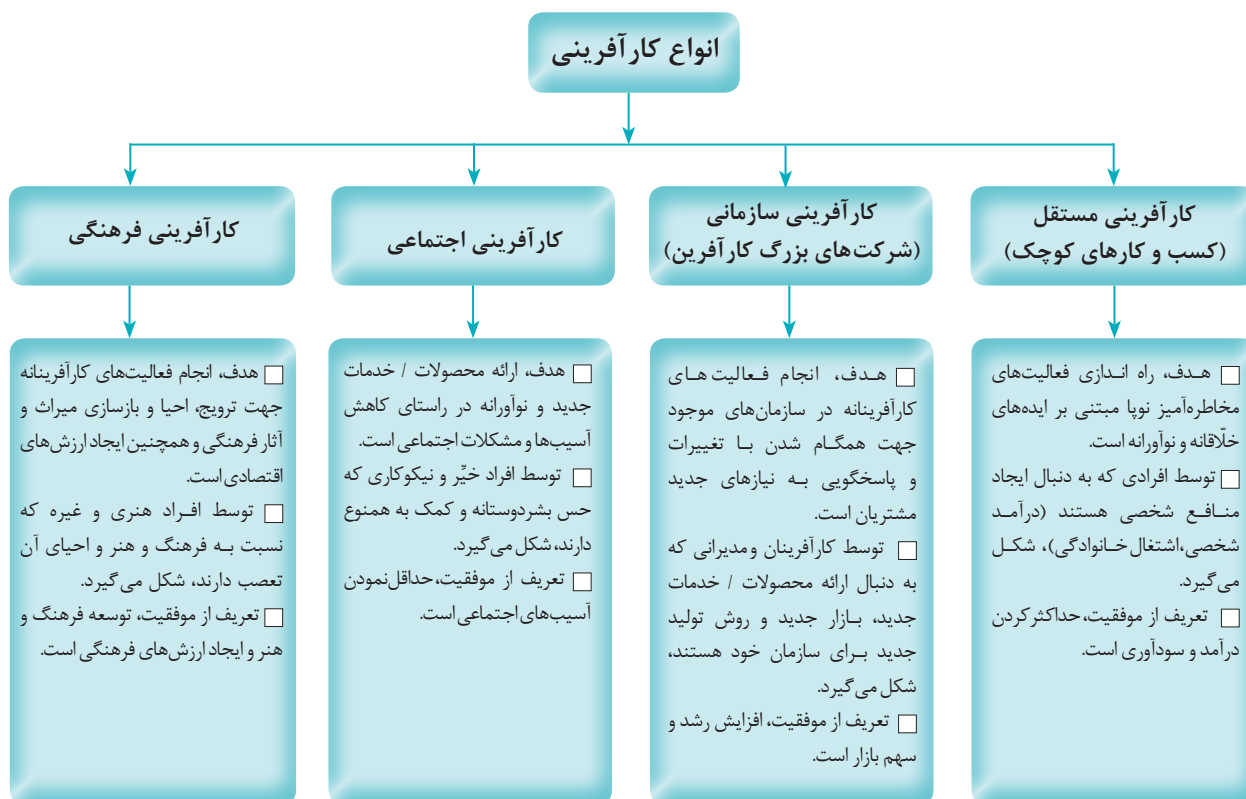 انواع کارآفرینی
کارآفرینی مستقل
(کسب و کارهای کوچک)
هدف، راه اندازی فعالیت‌های
مخاطره‌آمیز نوپا مبتنی بر ایده‌های
خلّاقانه و نوآورانه است.
توسط افرادی که به دنبال ایجاد
منافع شخصی هستند (درآمد
شخصی،اشتغال خانوادگی)، شکل
می‌گیرد.
تعریف از موفقیت،حداکثر کردن
درآمد و سودآوری است.
کارآفرینی سازمانی
(شرکت‌های بزرگ کارآفرین)
هدف، انجام فعالیت‌های
کارآفرینانه در سازمان‌های موجود
جهت همگام شدن با تغییرات
و پاسخگویی به نیازهای جدید
مشتریان است.
توسط کارآفرینان ومدیرانی که
به دنبال ارائه محصولات / خدمات
جدید، بازار جدید و روش تولید
جدید برای سازمان خود هستند،
شکل می‌گیرد.
تعریف از موفقیت، افزایش رشد و
سهم بازار است.
کارآفرینی اجتماعی
هدف، ارائه محصولات / خدمات
جدید و نوآورانه در راستای کاهش
آسیب‌ها و مشکلات اجتماعی است.
توسط افراد خیِّر و نیکوکاری که
حس بشردوستانه و کمک به همنوع
دارند، شکل می‌گیرد.
تعریف از موفقیت،حداقل‌نمودن
آسیب‌های اجتماعی است.
کارآفرینی فرهنگی
هدف، انجام فعالیت‌های کارآفرینانه
جهت ترویج، احیا و بازسازی میراث و
آثار فرهنگی و همچنین ایجاد ارزش‌های
اقتصادی است.
توسط افراد هنری و غیره که
نسبت به فرهنگ و هنر و احیای آن
تعصب دارند، شکل می‌گیرد.
تعریف از موفقیت، توسعه فرهنگ و
هنر و ایجاد ارزش‌های فرهنگی است.